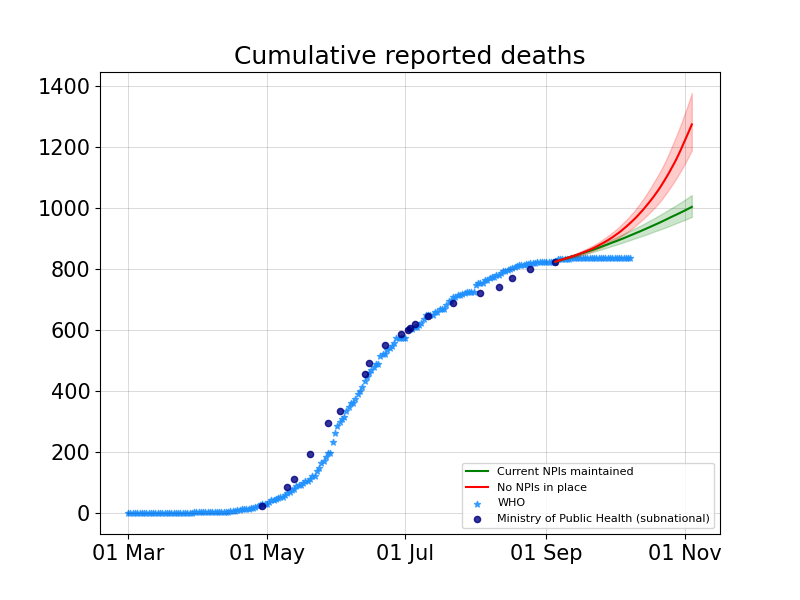 Cumulative reported deaths
1400
1200
1000
800
600
400
200
0
01 Mar
01 May
01 Jul
01 Sep
01 Nov
Current NPIs maintained
No NPIs in place
WHO
Ministry of Public Health (subnational)